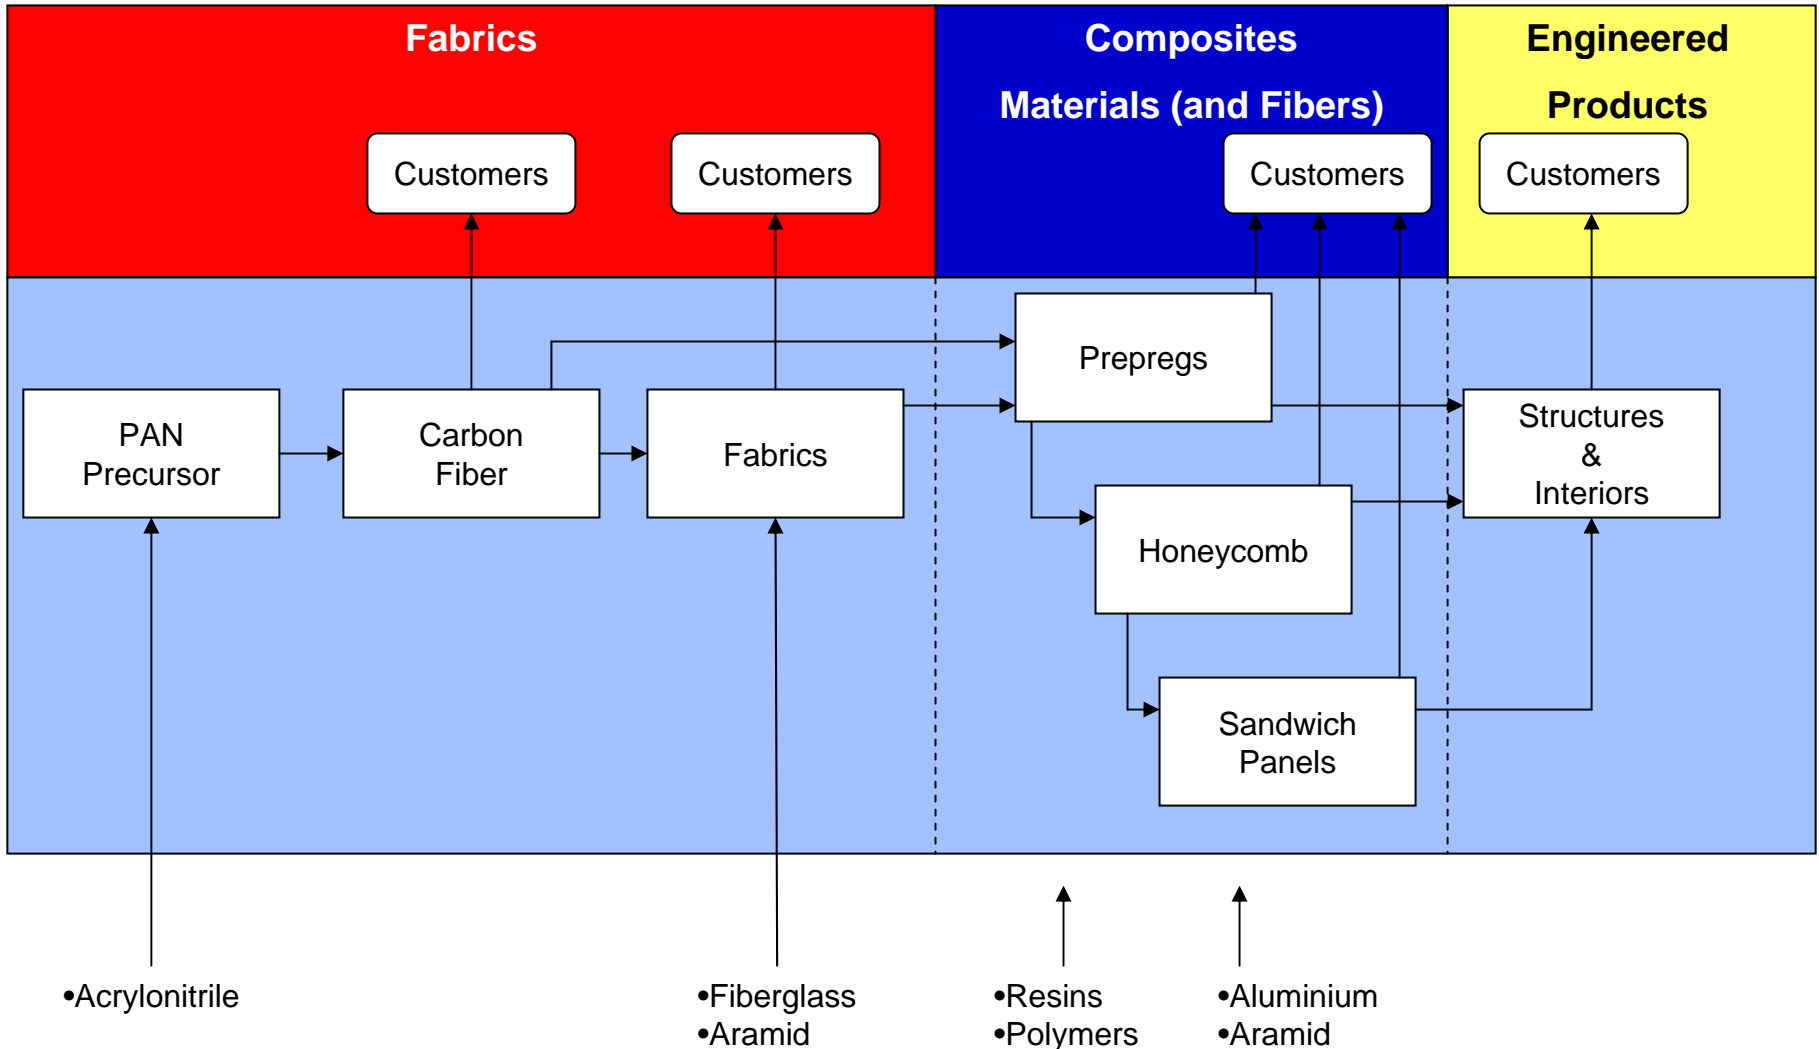 Fabrics
Composites
Materials (and Fibers)
Engineered
Products
Customers
Customers
Customers
Customers
Prepregs
PAN
Precursor
Carbon
Fiber
Fabrics
Structures
&
Interiors
Honeycomb
Sandwich
Panels
•Acrylonitrile
•Fiberglass
•Aramid
•Resins
•Polymers
•Aluminium
•Aramid